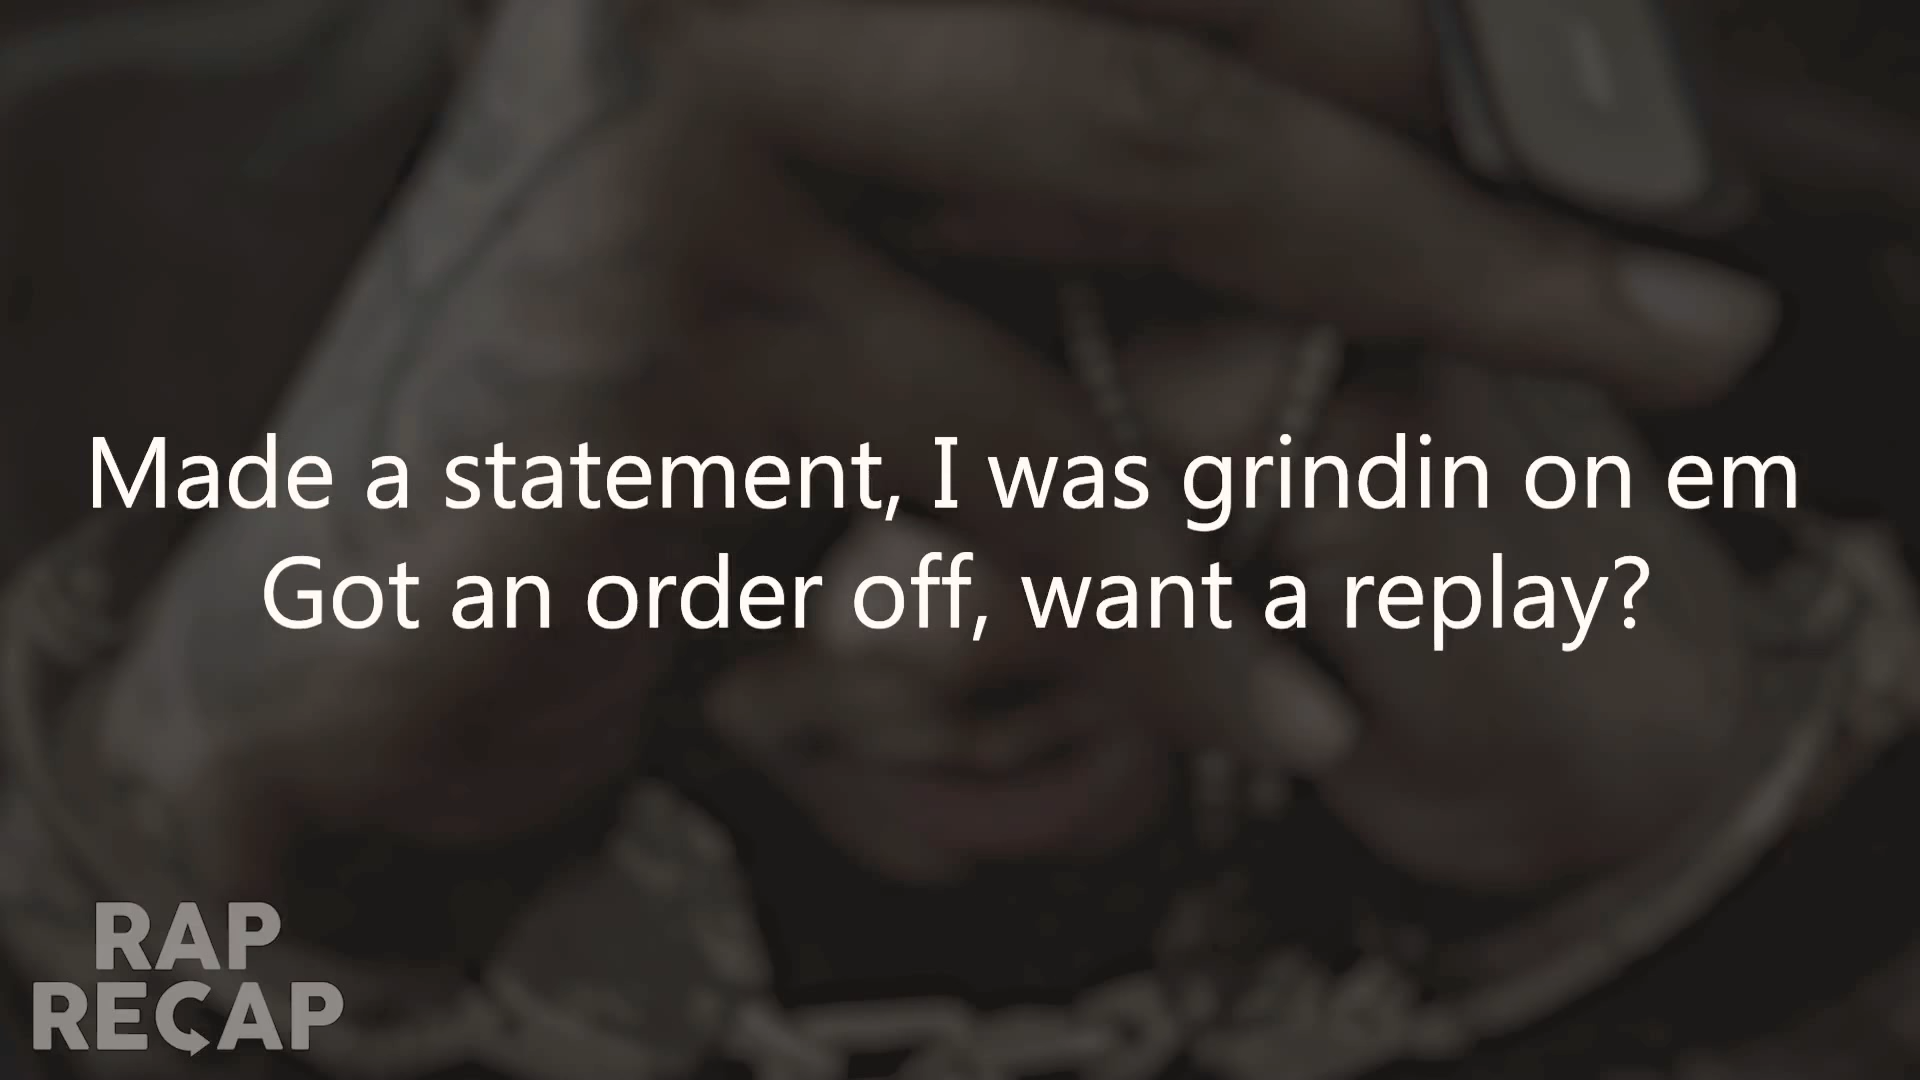 Made a statement, I was grindin on em
Got an order off, want a replay?
RAP
RECAP